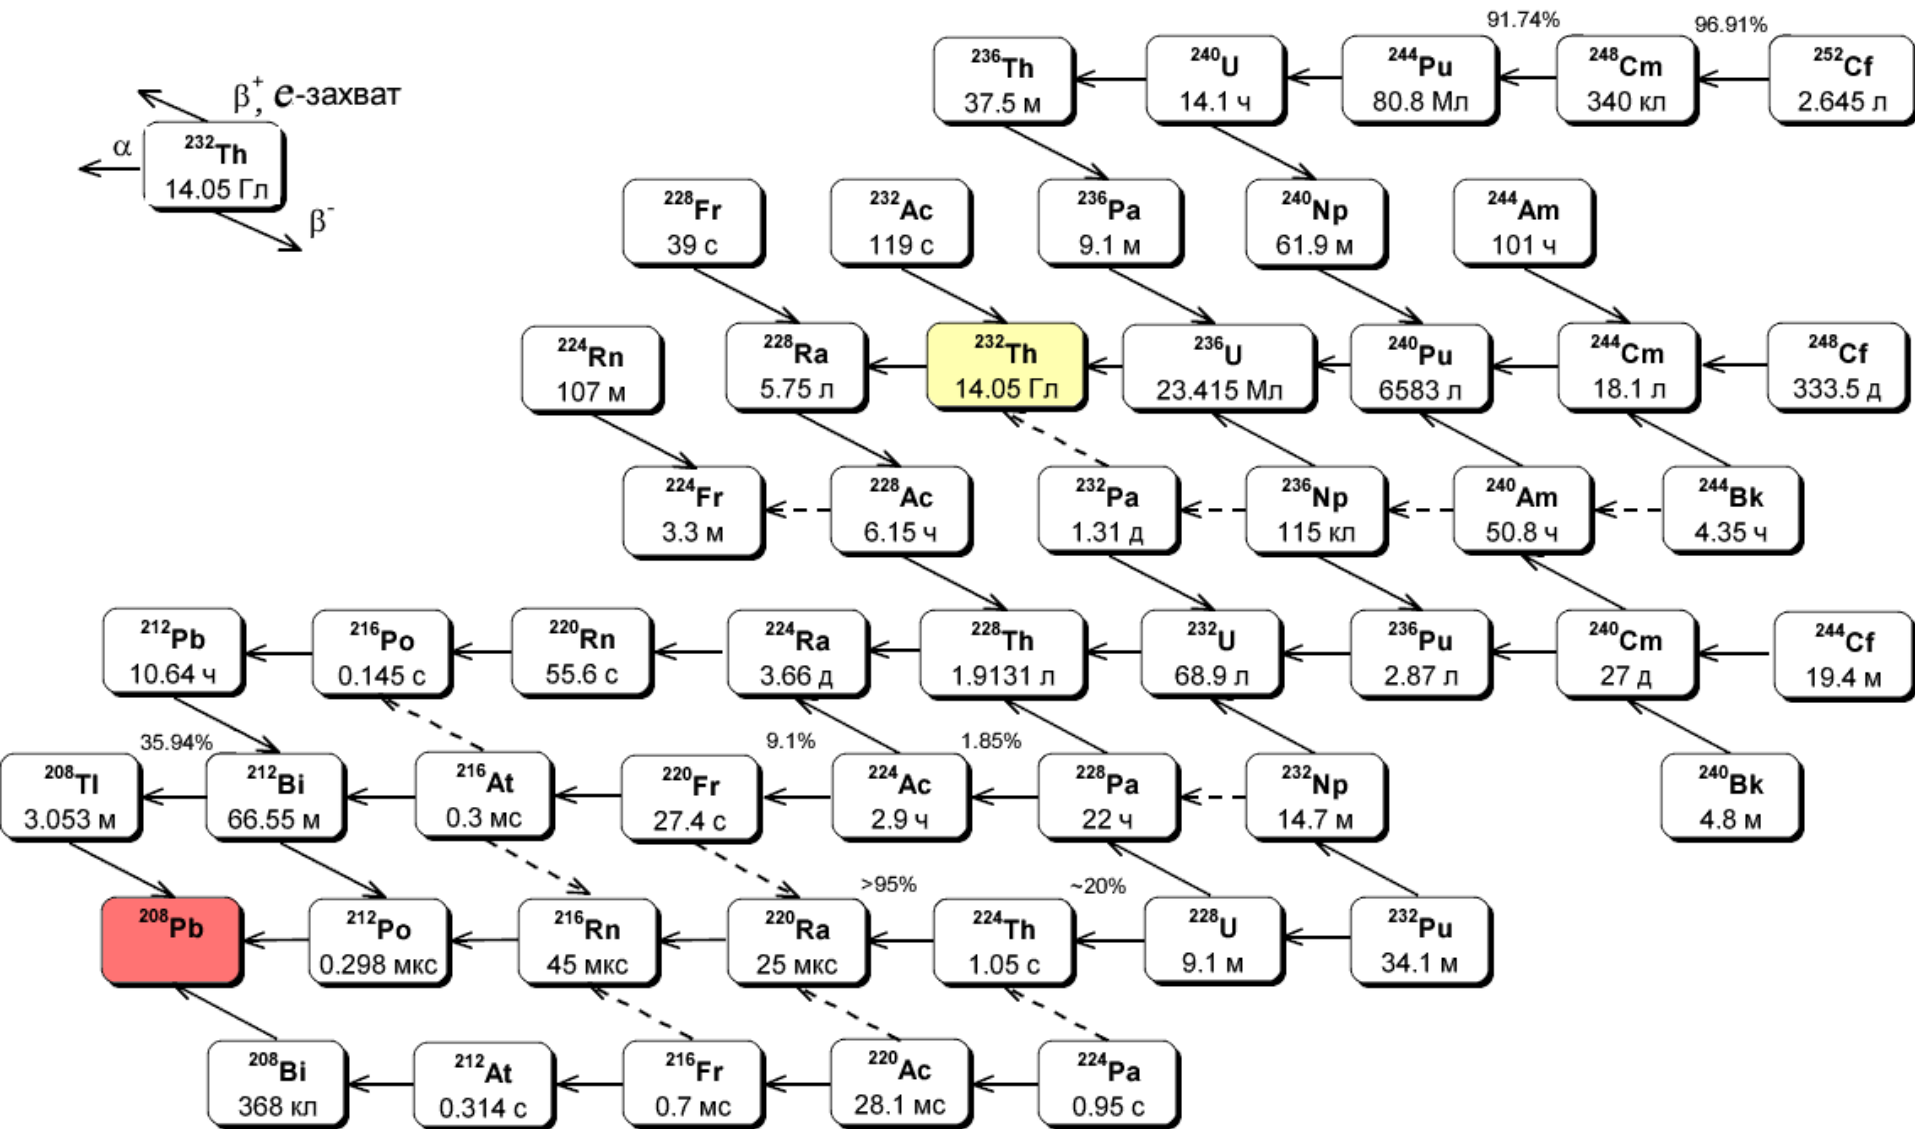 91.74%
96.91%
²³⁶Th
37.5 м
²⁴⁰U
14.1 ч
²⁴⁴Pu
80.8 Мл
²⁴⁸Cm
340 кл
²⁵²Cf
2.645 л
β⁺, e-захват
α
²³²Th
14.05 Гл
β⁻
²²⁸Fr
39 с
²³²Ac
119 с
²³⁶Pa
9.1 м
²⁴⁰Np
61.9 м
²⁴⁴Am
101 ч
²²⁴Rn
107 м
²²⁸Ra
5.75 л
²³²Th
14.05 Гл
²³⁶U
23.415 Мл
²⁴⁰Pu
6583 л
²⁴⁴Cm
18.1 л
²⁴⁸Cf
333.5 д
²²⁴Fr
3.3 м
²²⁸Ac
6.15 ч
²³²Pa
1.31 д
²³⁶Np
115 кл
²⁴⁰Am
50.8 ч
²⁴⁴Bk
4.35 ч
²¹²Pb
10.64 ч
²¹⁶Po
0.145 с
²²⁰Rn
55.6 с
²²⁴Ra
3.66 д
²²⁸Th
1.9131 л
²³²U
68.9 л
²³⁶Pu
2.87 л
²⁴⁰Cm
27 д
²⁴⁴Cf
19.4 м
35.94%
9.1%
1.85%
²⁰⁸Tl
3.053 м
²¹²Bi
66.55 м
²¹⁶At
0.3 мс
²²⁰Fr
27.4 с
²²⁴Ac
2.9 ч
²²⁸Pa
22 ч
²³²Np
14.7 м
²⁴⁰Bk
4.8 м
>95%
~20%
²⁰⁸Pb
²¹²Po
0.298 мкс
²¹⁶Rn
45 мкс
²²⁰Ra
25 мкс
²²⁴Th
1.05 с
²²⁸U
9.1 м
²³²Pu
34.1 м
²⁰⁸Bi
368 кл
²¹²At
0.314 с
²¹⁶Fr
0.7 мс
²²⁰Ac
28.1 мс
²²⁴Pa
0.95 с